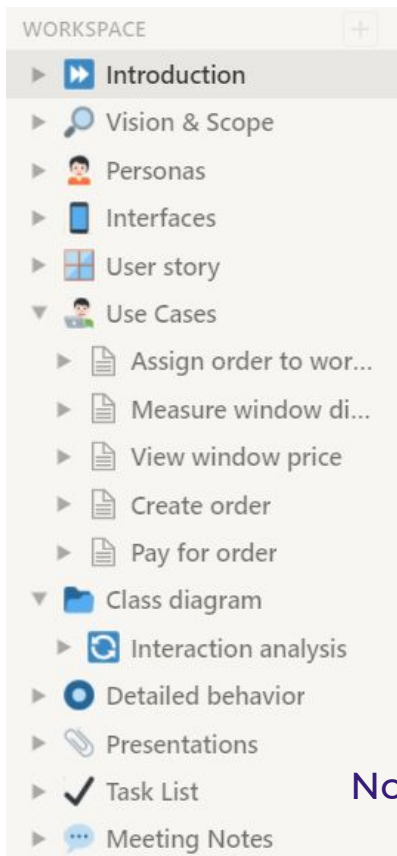 WORKSPACE
Introduction
Vision & Scope
Personas
Interfaces
User story
Use Cases
Assign order to wor...
Measure window di...
View window price
Create order
Pay for order
Class diagram
Interaction analysis
Detailed behavior
Presentations
Task List
No
Meeting Notes